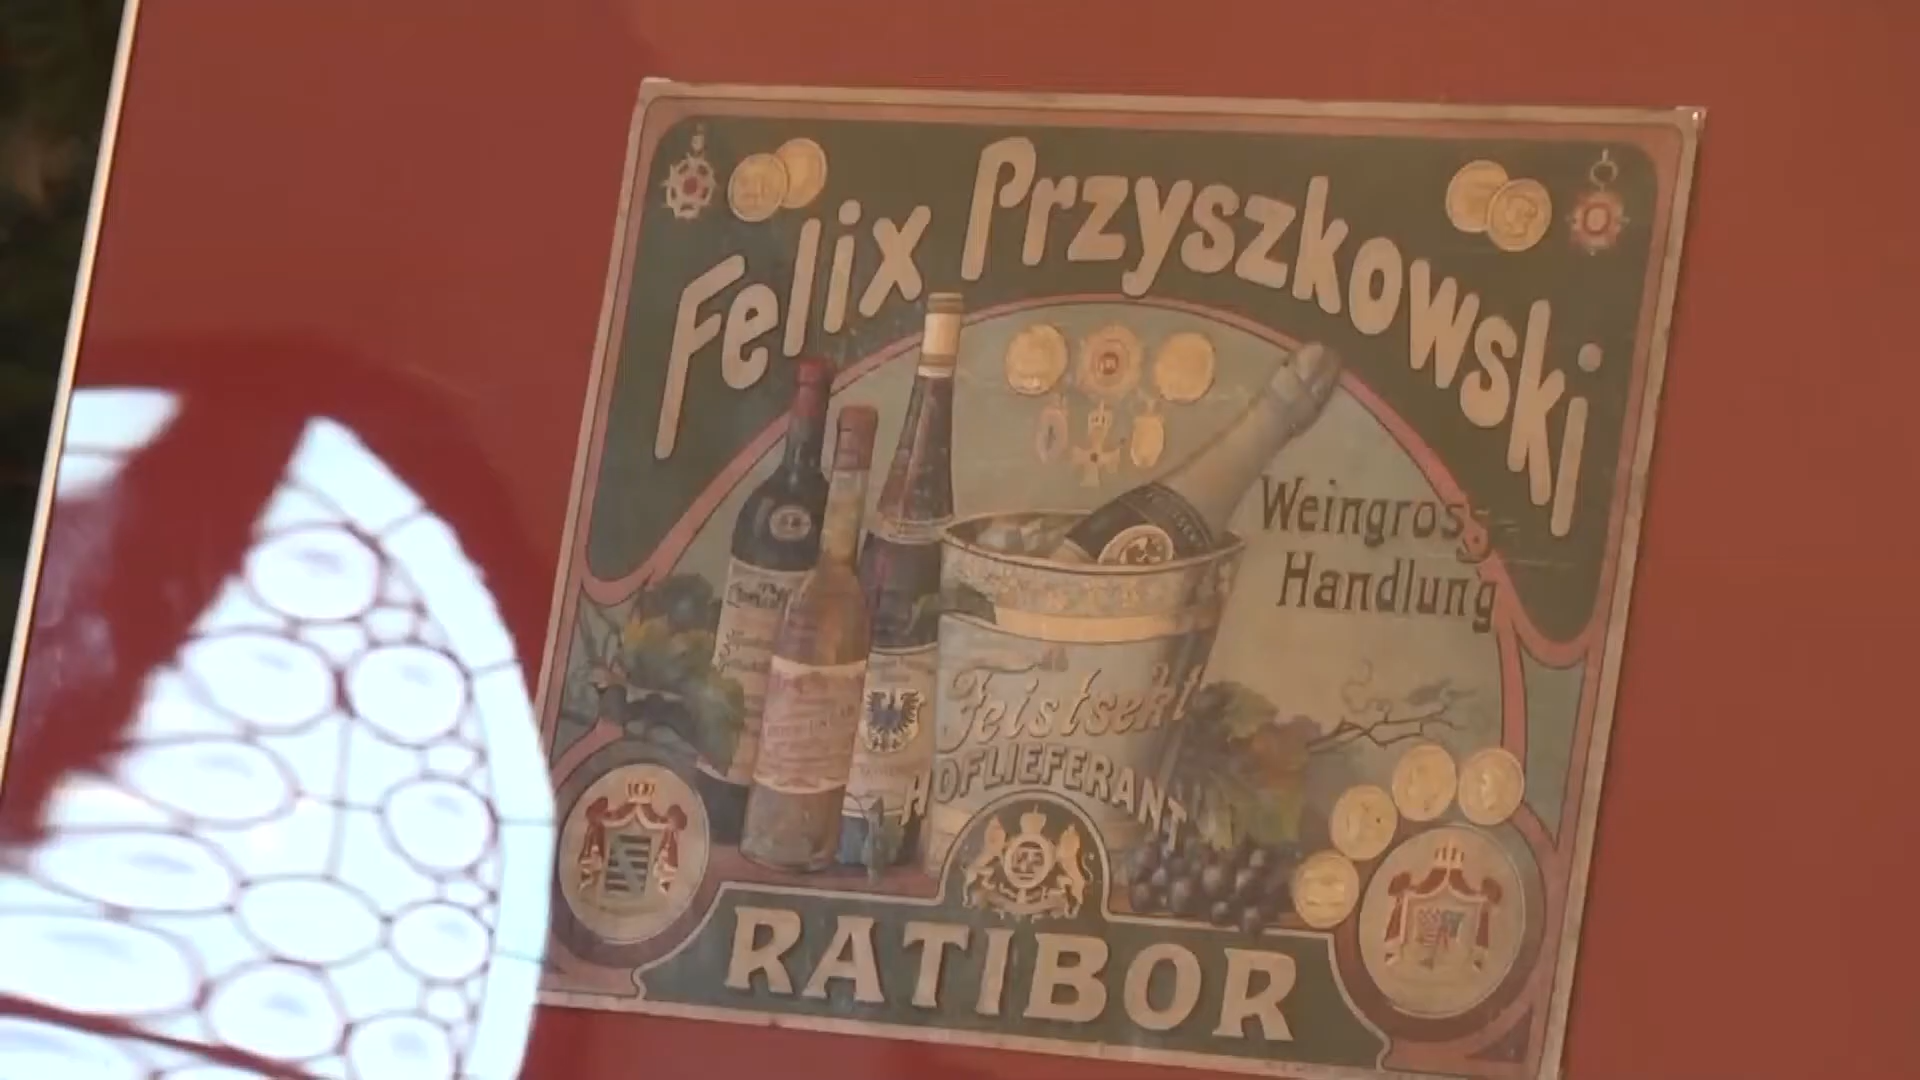 Felix Przyszkowski
Weingross-
Handlung
Feistsekt
HOFLIEFERANT
RATIBOR